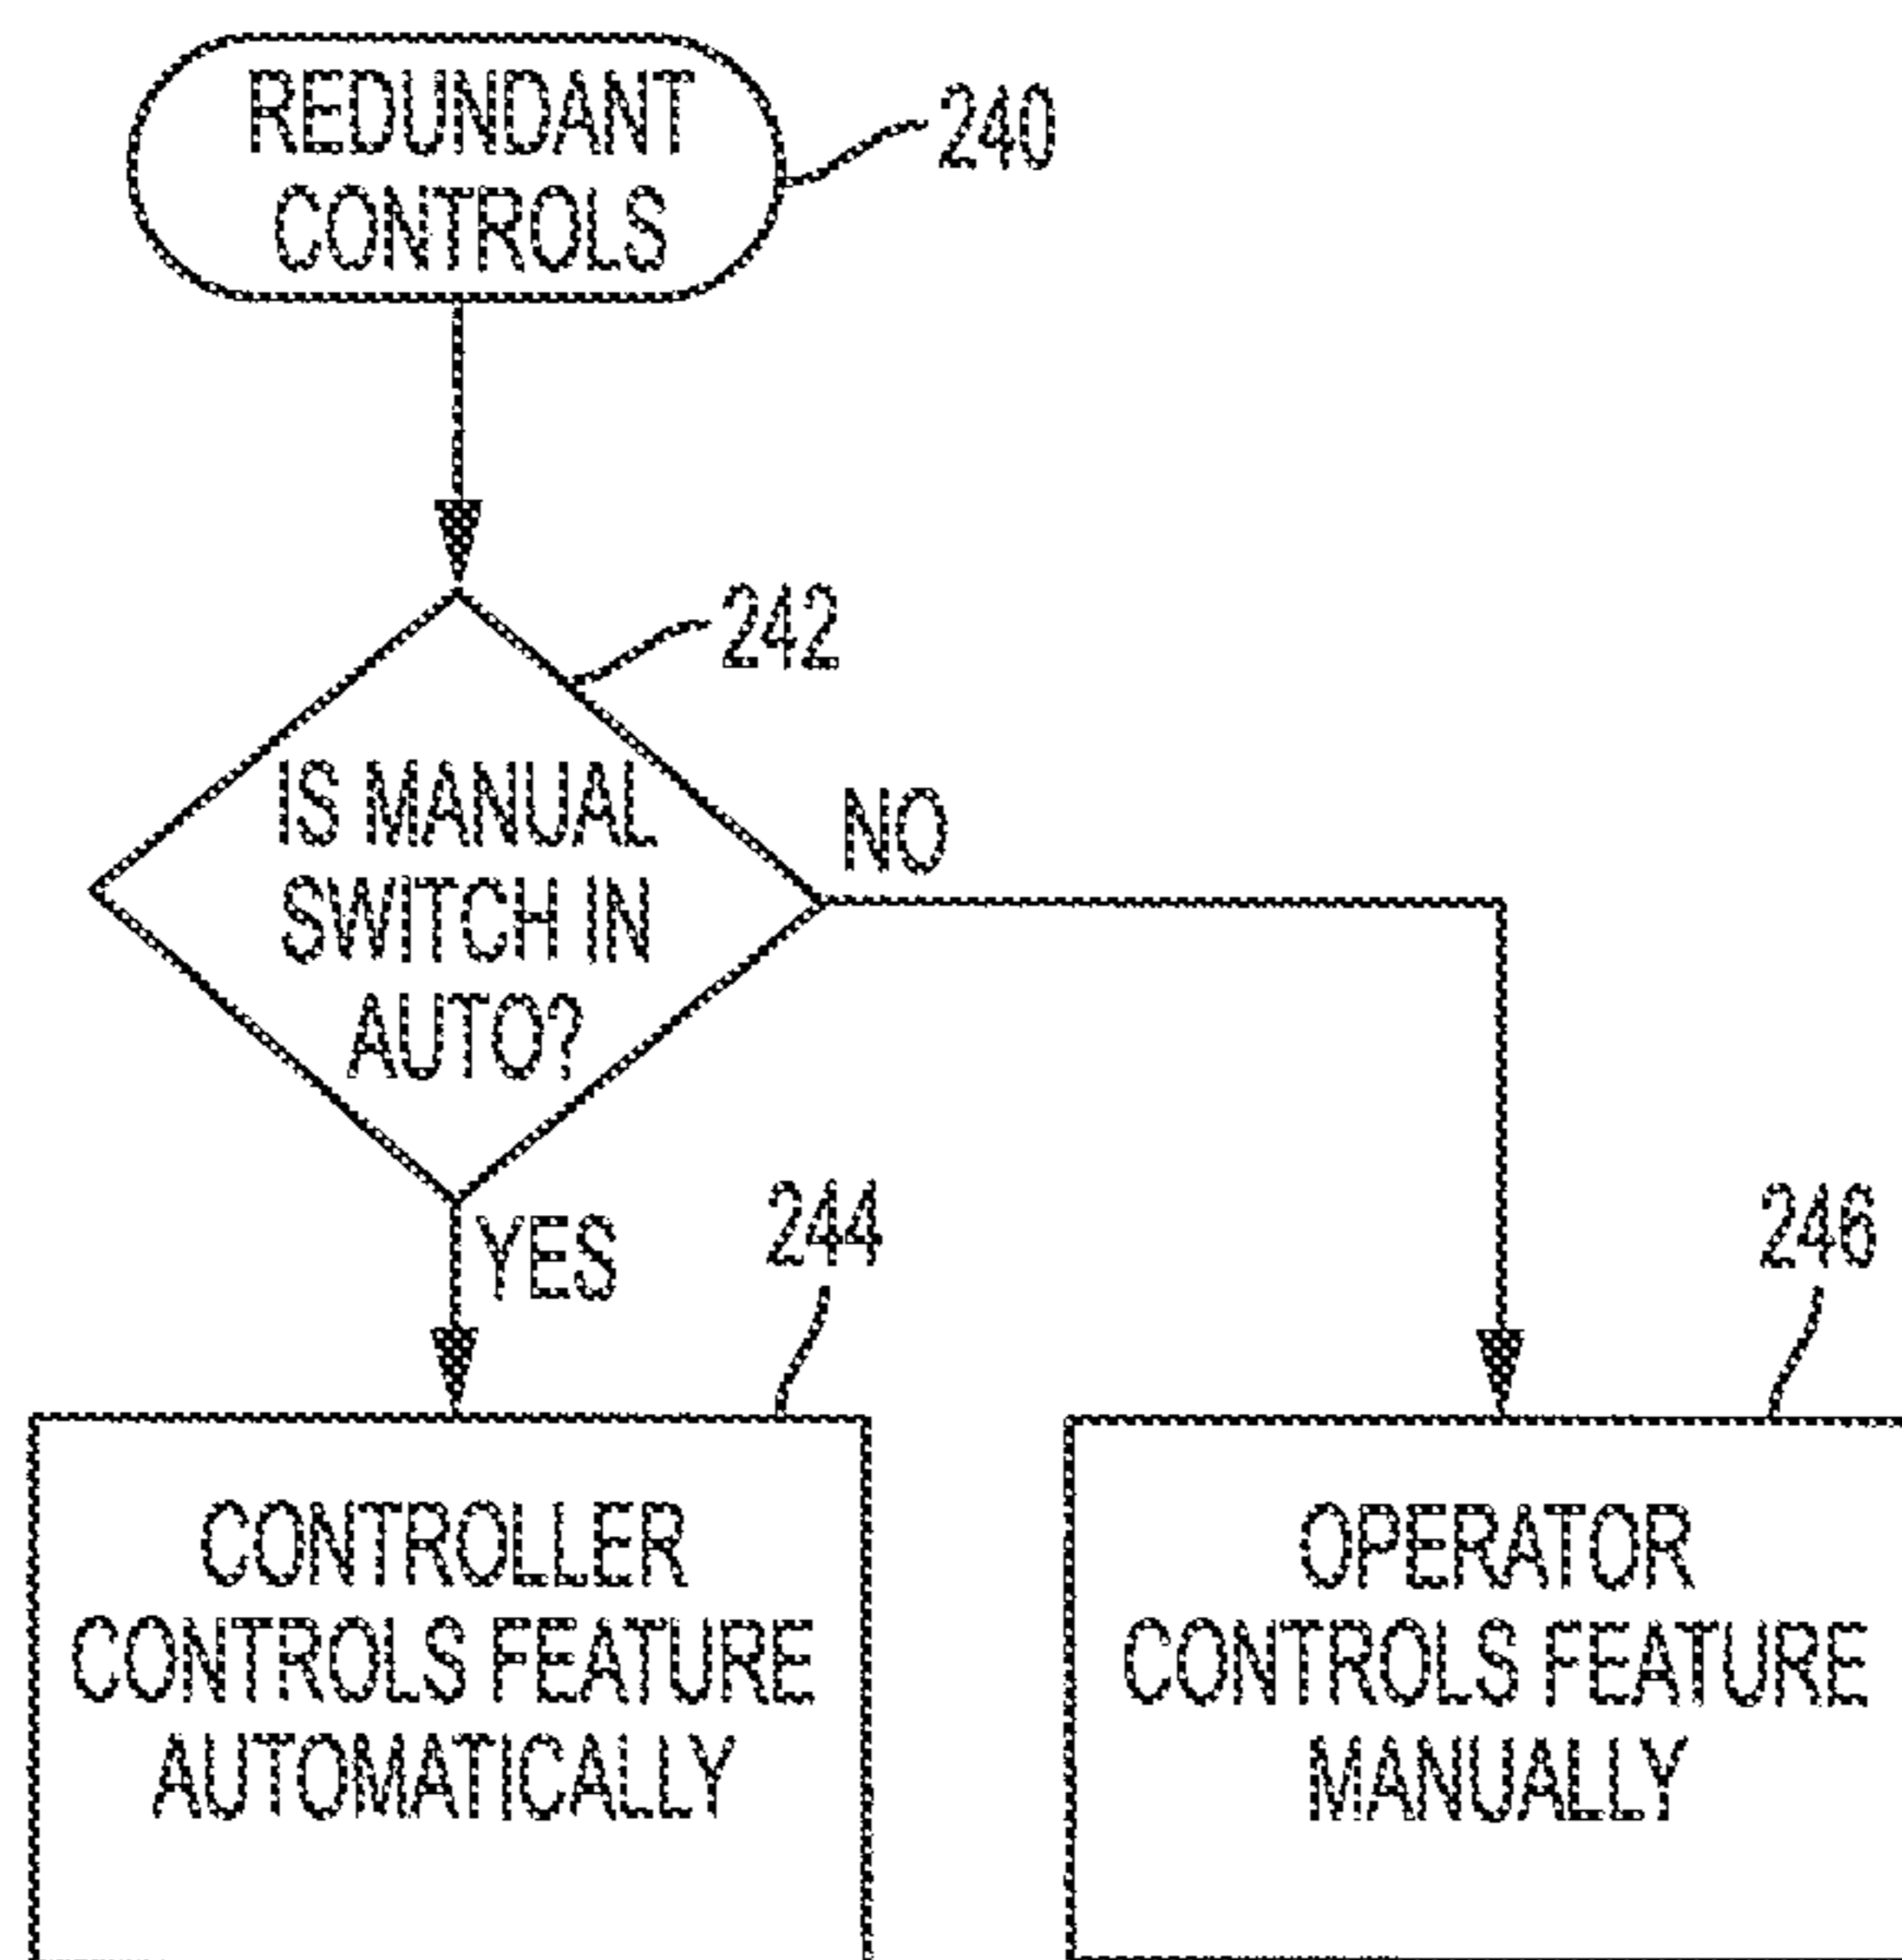 REDUNDANT
CONTROLS
240
242
IS MANUAL
SWITCH IN
AUTO?
NO
YES
244
246
CONTROLLER
CONTROLS FEATURE
AUTOMATICALLY
OPERATOR
CONTROLS FEATURE
MANUALLY